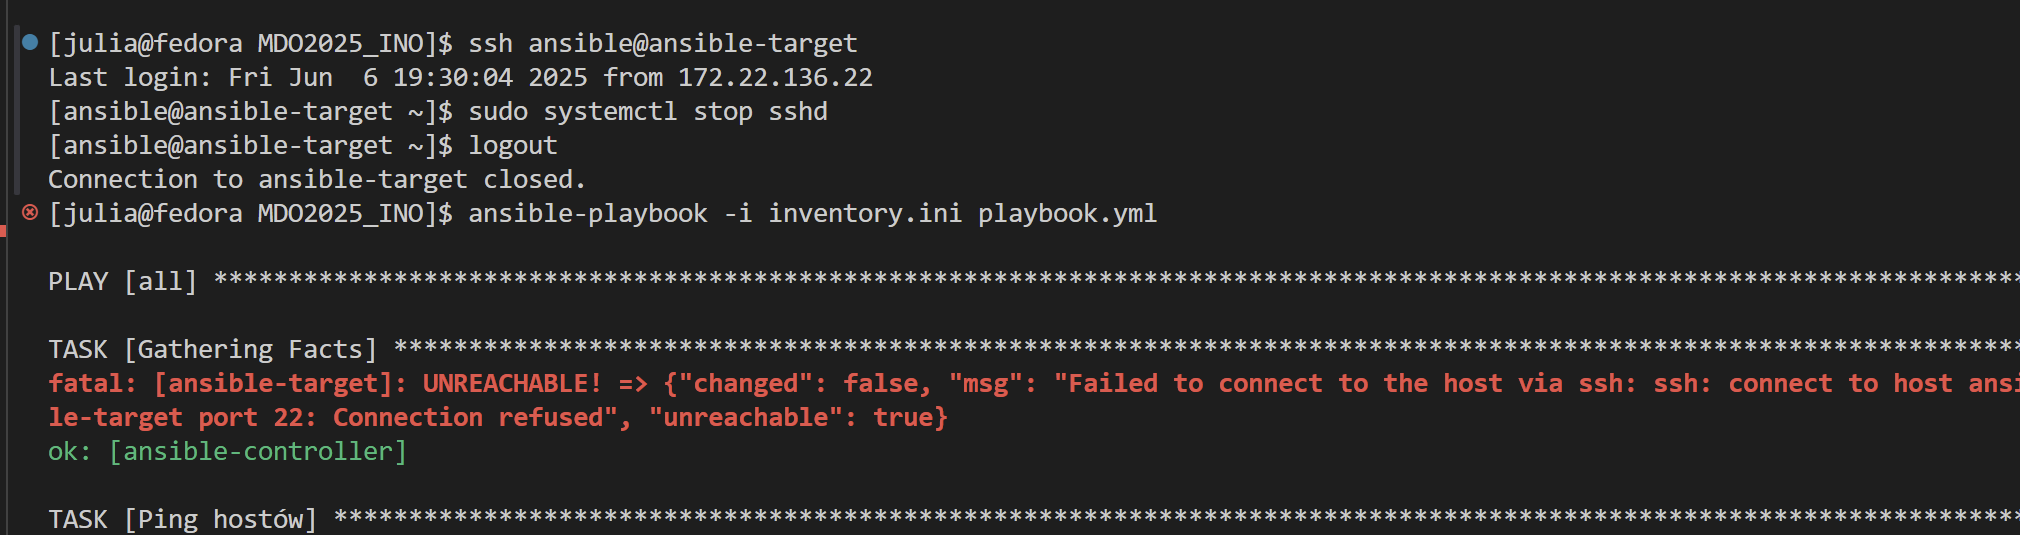 [julia@fedora MDO2025_INO]$ ssh ansible@ansible-target
Last login: Fri Jun  6 19:30:04 2025 from 172.22.136.22
[ansible@ansible-target ~]$ sudo systemctl stop sshd
[ansible@ansible-target ~]$ logout
Connection to ansible-target closed.
[julia@fedora MDO2025_INO]$ ansible-playbook -i inventory.ini playbook.yml
PLAY [all] *************************************************************************************************************************
TASK [Gathering Facts] *************************************************************************************************************
fatal: [ansible-target]: UNREACHABLE! => {"changed": false, "msg": "Failed to connect to the host via ssh: ssh: connect to host ansi
le-target port 22: Connection refused", "unreachable": true}
ok: [ansible-controller]
TASK [Ping hostów] *****************************************************************************************************************